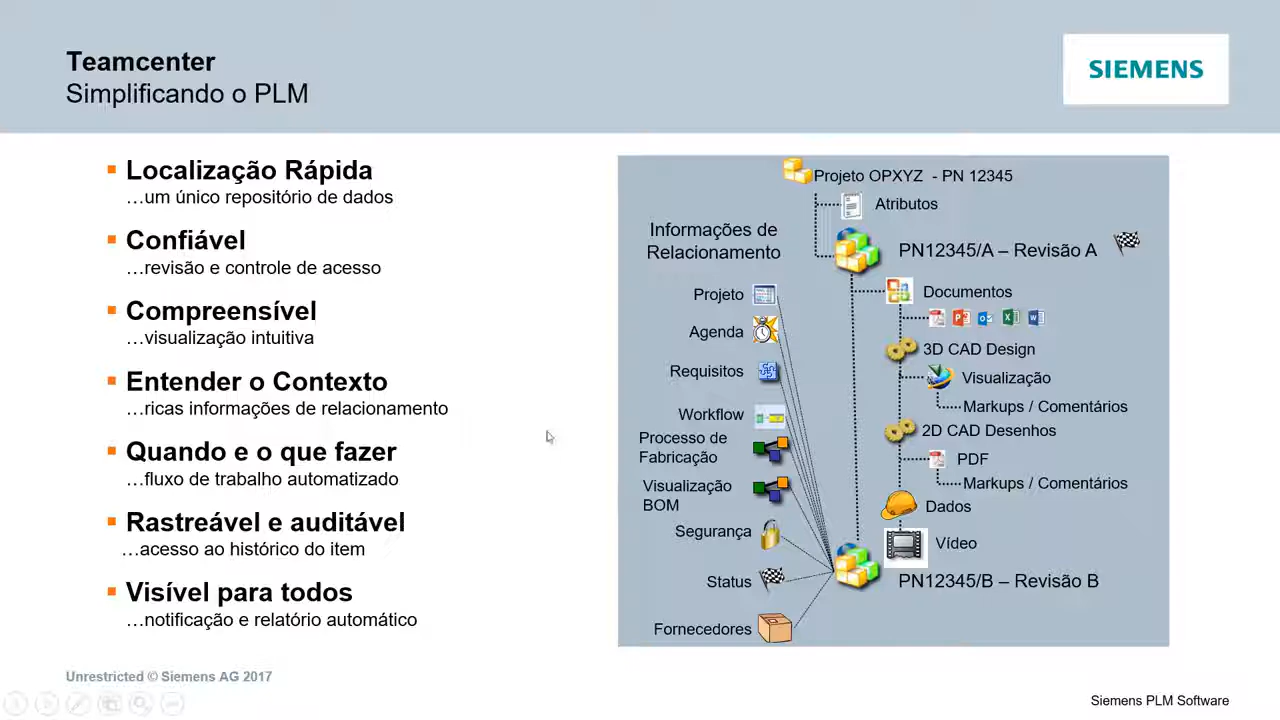 Teamcenter
Simplificando o PLM
SIEMENS
Localização Rápida
…um único repositório de dados
Confiável
…revisão e controle de acesso
Compreensível
…visualização intuitiva
Entender o Contexto
…ricas informações de relacionamento
Quando e o que fazer
…fluxo de trabalho automatizado
Rastreável e auditável
…acesso ao histórico do item
Visível para todos
…notificação e relatório automático
Projeto OPXYZ - PN 12345
Atributos
Informações de
Relacionamento
PN12345/A – Revisão A
Projeto
Agenda
Requisitos
Workflow
Processo de
Fabricação
Visualização
BOM
Segurança
Status
Fornecedores
Documentos
3D CAD Design
Visualização
Markups / Comentários
2D CAD Desenhos
PDF
Markups / Comentários
Dados
Vídeo
PN12345/B – Revisão B
Unrestricted © Siemens AG 2017
Siemens PLM Software